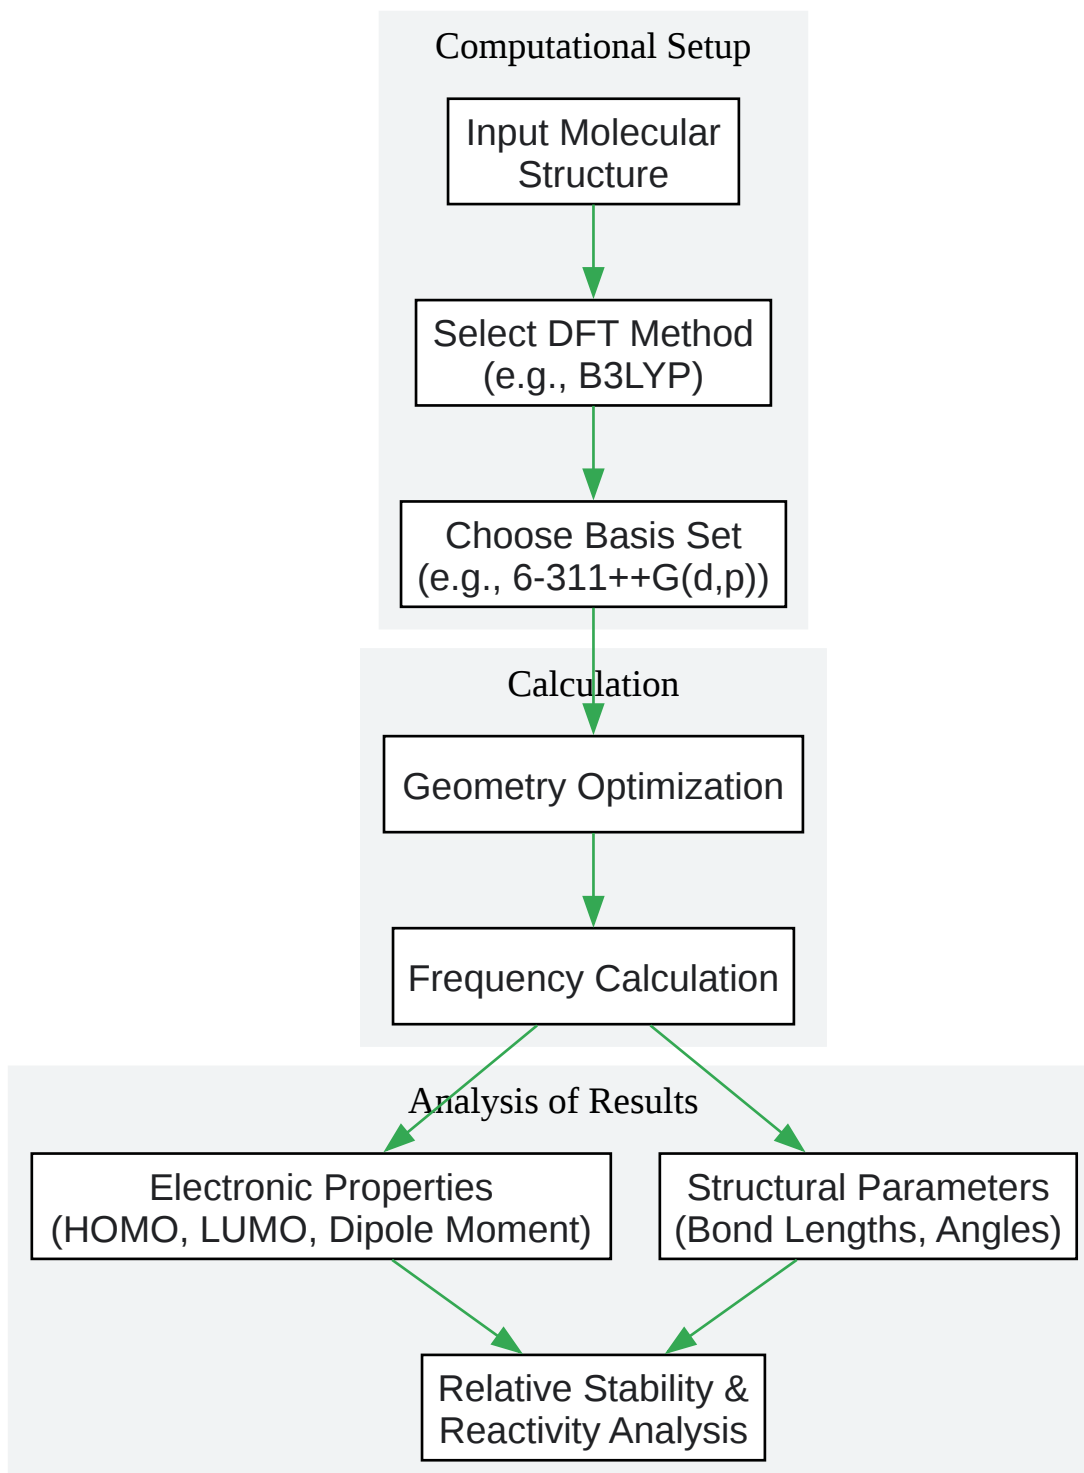 Computational Setup
Input Molecular
Structure
Select DFT Method
(e.g., B3LYP)
Choose Basis Set
(e.g., 6-311++G(d,p))
Calculation
Geometry Optimization
Frequency Calculation
Analysis of Results
Electronic Properties
(HOMO, LUMO, Dipole Moment)
Structural Parameters
(Bond Lengths, Angles)
Relative Stability &
Reactivity Analysis